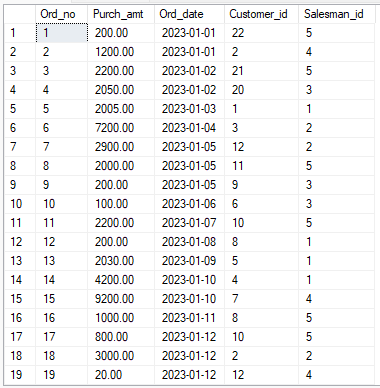 Ord_no Purch_amt Ord_date Customer_id Salesman_id
1 1 200.00 2023-01-01 22 5
2 2 1200.00 2023-01-01 2 4
3 3 2200.00 2023-01-02 21 5
4 4 2050.00 2023-01-02 20 3
5 5 2005.00 2023-01-03 1 1
6 6 7200.00 2023-01-04 3 2
7 7 2900.00 2023-01-05 12 2
8 8 2000.00 2023-01-05 11 5
9 9 200.00 2023-01-05 9 3
10 10 100.00 2023-01-06 6 3
11 11 2200.00 2023-01-07 10 5
12 12 200.00 2023-01-08 8 1
13 13 2030.00 2023-01-09 5 1
14 14 4200.00 2023-01-10 4 1
15 15 9200.00 2023-01-10 7 4
16 16 1000.00 2023-01-11 8 5
17 17 800.00 2023-01-12 10 5
18 18 3000.00 2023-01-12 2 2
19 19 20.00 2023-01-12 12 4